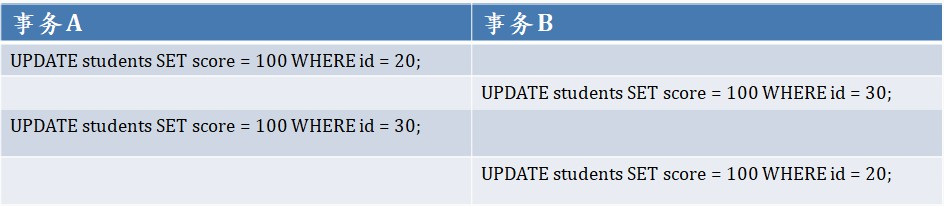 事务A
事务B
UPDATE students SET score = 100 WHERE id = 20;
UPDATE students SET score = 100 WHERE id = 30;
UPDATE students SET score = 100 WHERE id = 30;
UPDATE students SET score = 100 WHERE id = 20;